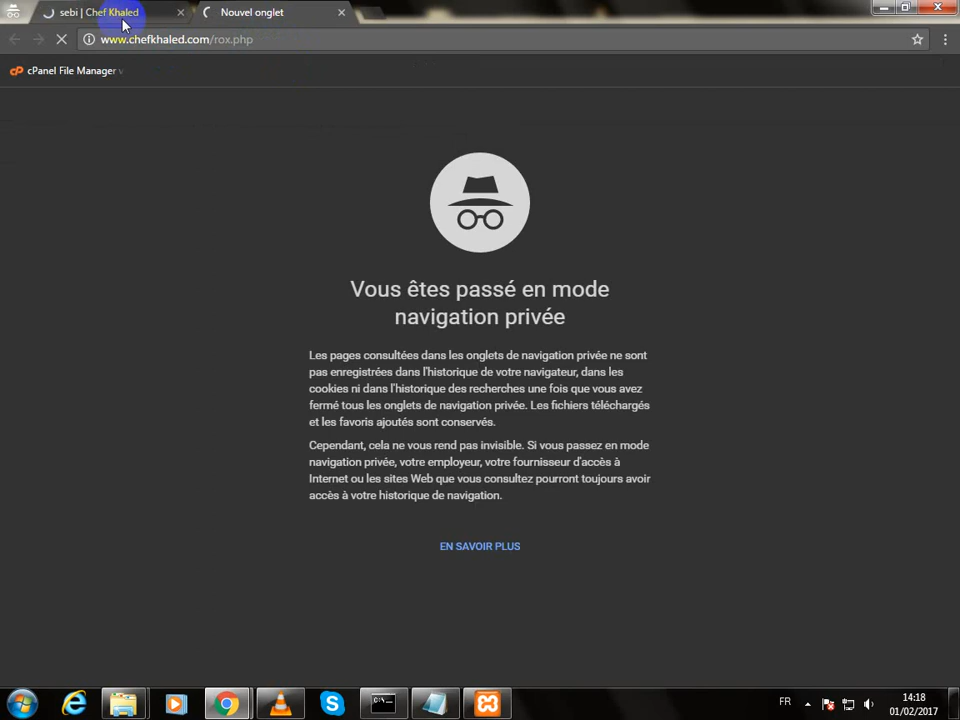 sebi | Chef Khaled
Nouvel onglet
www.chefkhaled.com/rox.php
cPanel File Manager v
Vous êtes passé en mode
navigation privée
Les pages consultées dans les onglets de navigation privée ne sont
pas enregistrées dans l'historique de votre navigateur, dans les
cookies ni dans l'historique des recherches une fois que vous avez
fermé tous les onglets de navigation privée. Les fichiers téléchargés
et les favoris ajoutés sont conservés.
Cependant, cela ne vous rend pas invisible. Si vous passez en mode
navigation privée, votre employeur, votre fournisseur d'accès à
Internet ou les sites Web que vous consultez pourront toujours avoir
accès à votre historique de navigation.
EN SAVOIR PLUS
FR
14:18
01/02/2017